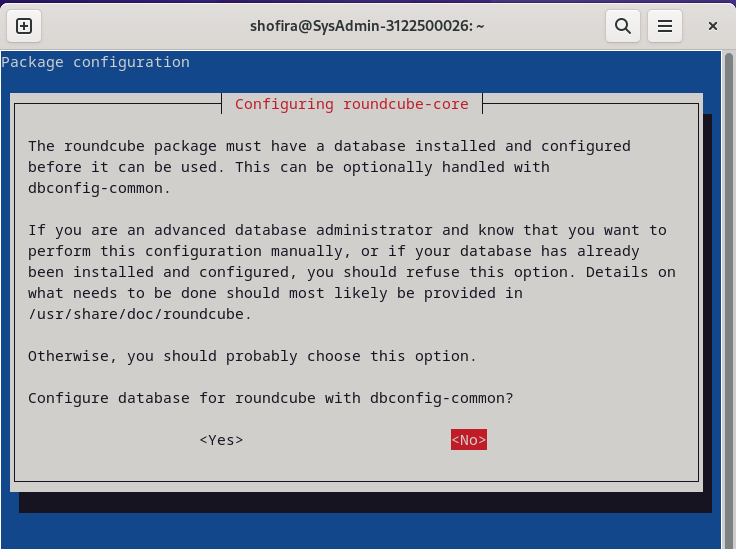 shofira@SysAdmin-3122500026: ~
Package configuration
Configuring roundcube-core
The roundcube package must have a database installed and configured
before it can be used. This can be optionally handled with
dbconfig-common.
If you are an advanced database administrator and know that you want to
perform this configuration manually, or if your database has already
been installed and configured, you should refuse this option. Details on
what needs to be done should most likely be provided in
/usr/share/doc/roundcube.
Otherwise, you should probably choose this option.
Configure database for roundcube with dbconfig-common?
<Yes> <No>